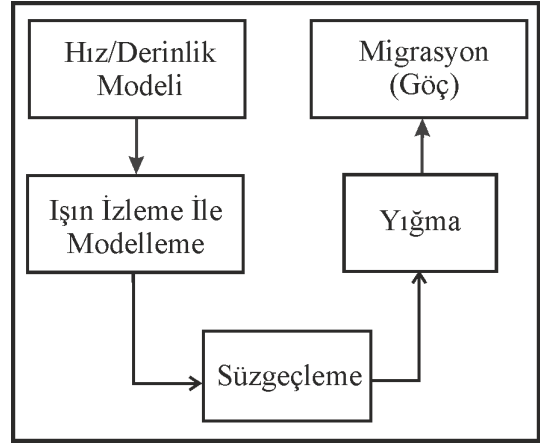 Hız/Derinlik
Modeli
Işın İzleme İle
Modelleme
Süzgeçleme
Yığma
Migrasyon
(Göç)